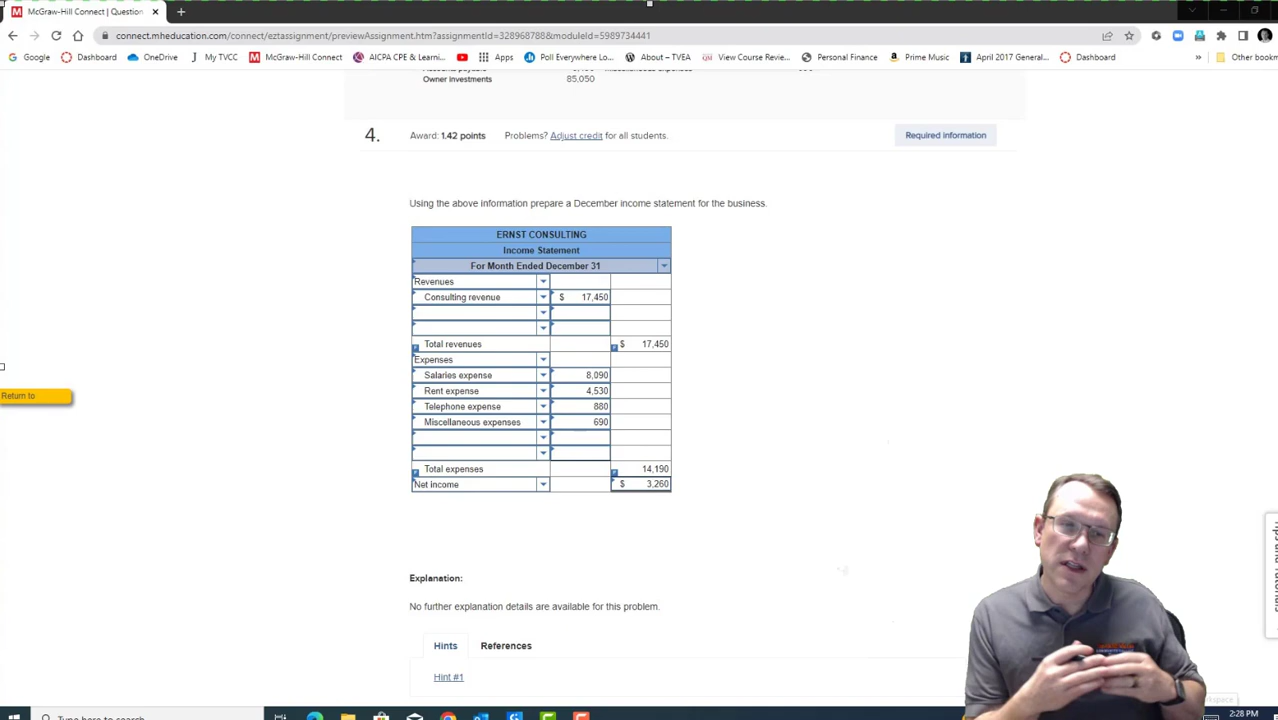 McGraw-Hill Connect | Question
connect.mheducation.com/connect/eztassignment/previewAssignment.htm?assignmentId=328968788&moduleId=5989734441
Google Dashboard OneDrive My TVCC McGraw-Hill Connect AICPA CPE & Learni... Apps Poll Everywhere Lo... About – TVEA View Course Revie... Personal Finance Prime Music April 2017 General... Dashboard » Other bookm
Owner investments 85,050
4. Award: 1.42 points Problems? Adjust credit for all students. Required information
Using the above information prepare a December income statement for the business.
ERNST CONSULTING
Income Statement
For Month Ended December 31
Revenues
Consulting revenue $ 17,450
Total revenues $ 17,450
Expenses
Salaries expense 8,090
Rent expense 4,530
Telephone expense 880
Miscellaneous expenses 690
Total expenses 14,190
Net income $ 3,260
Return to
Explanation:
No further explanation details are available for this problem.
Hints References
Hint #1
Type here to search
2:28 PM